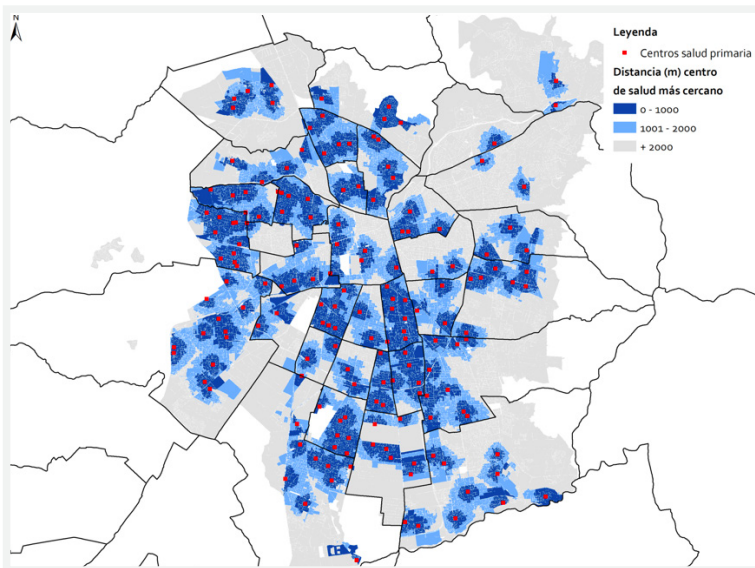 N
Leyenda
Centros salud primaria
Distancia (m) centro
de salud más cercano
0 - 1000
1001 - 2000
+ 2000